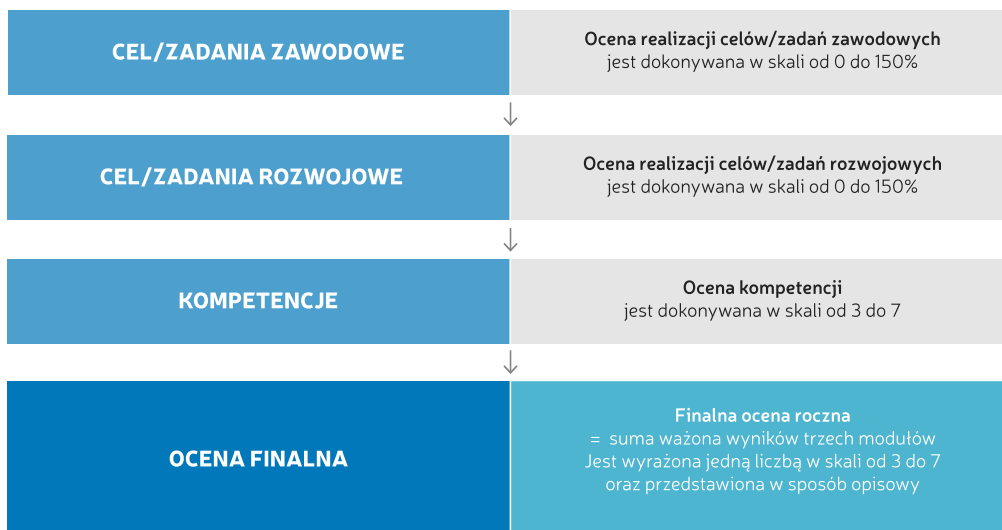 CEL/ZADANIA ZAWODOWE
Ocena realizacji celów/zadań zawodowych
jest dokonywana w skali od 0 do 150%
CEL/ZADANIA ROZWOJOWE
Ocena realizacji celów/zadań rozwojowych
jest dokonywana w skali od 0 do 150%
KOMPETENCJE
Ocena kompetencji
jest dokonywana w skali od 3 do 7
OCENA FINALNA
Finalna ocena roczna
= suma ważona wyników trzech modułów
Jest wyrażona jedną liczbą w skali od 3 do 7
oraz przedstawiona w sposób opisowy